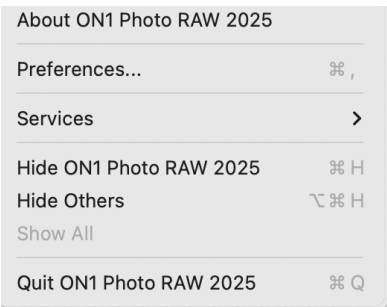 About ON1 Photo RAW 2025
Preferences... ⌘ ,
Services
Hide ON1 Photo RAW 2025 ⌘ H
Hide Others ⌥ ⌘ H
Show All
Quit ON1 Photo RAW 2025 ⌘ Q